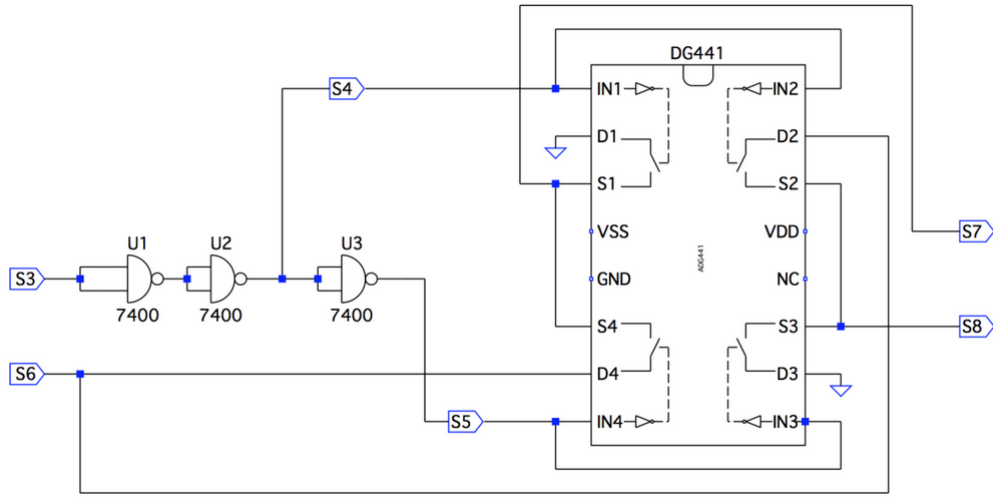 DG441
S4
IN1
IN2
D1
D2
S1
S2
U1
U2
U3
VSS
VDD
S7
ADG441
S3
GND
NC
7400
7400
7400
S4
S3
S8
S6
D4
D3
S5
IN4
IN3